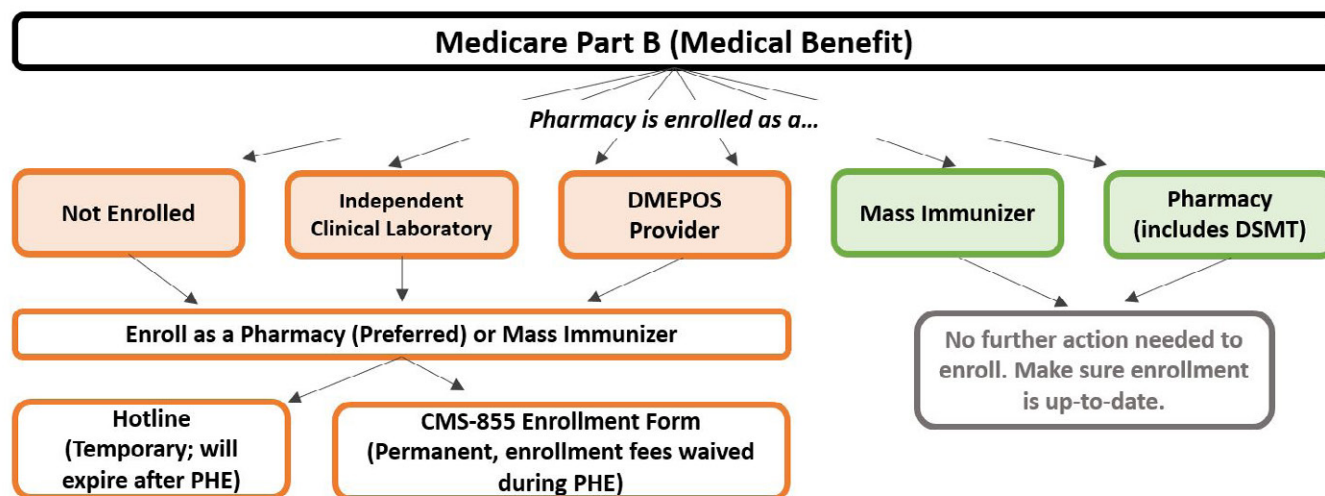 Medicare Part B (Medical Benefit)
Pharmacy is enrolled as a...
Not Enrolled
Independent
Clinical Laboratory
DMEPOS
Provider
Mass Immunizer
Pharmacy
(includes DSMT)
Enroll as a Pharmacy (Preferred) or Mass Immunizer
No further action needed to
enroll. Make sure enrollment
is up-to-date.
Hotline
(Temporary; will
expire after PHE)
CMS-855 Enrollment Form
(Permanent, enrollment fees waived
during PHE)